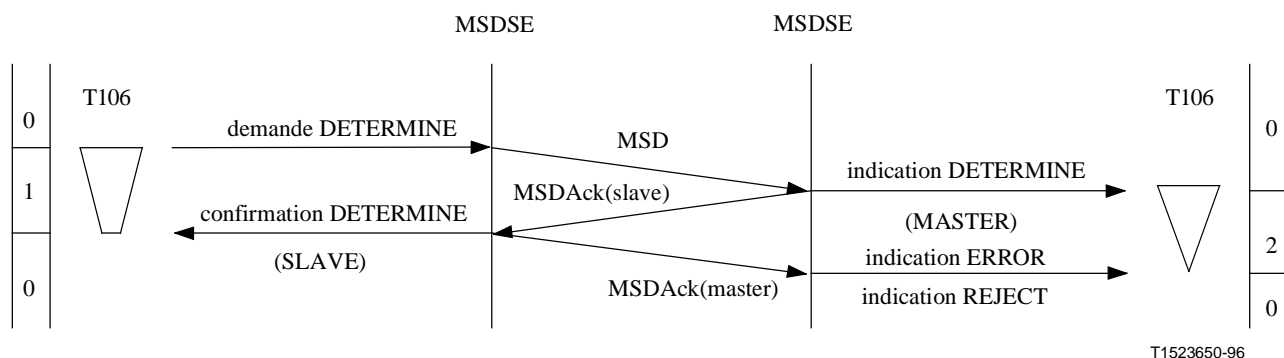 MSDSE MSDSE
T106 T106
0 demande DETERMINE MSD 0
1 MSDAck(slave) indication DETERMINE
confirmation DETERMINE (MASTER) 2
(SLAVE) indication ERROR
0 MSDAck(master) indication REJECT 0
T1523650-96